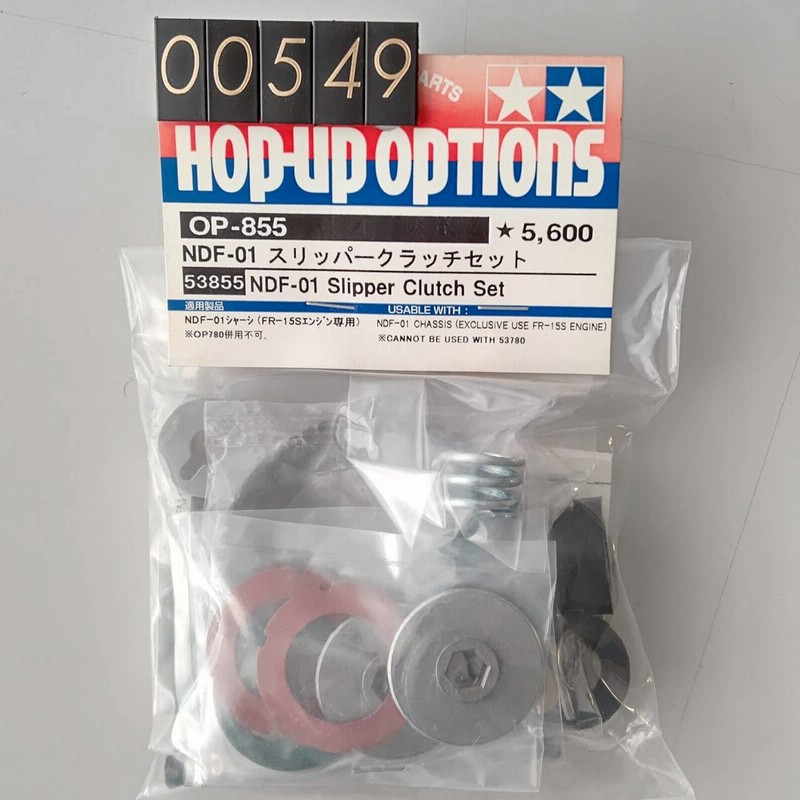 00549
ARTS
HOP-UP OPTIONS
OP-855 ★5,600
NDF-01 スリッパークラッチセット
53855 NDF-01 Slipper Clutch Set
適用製品 USABLE WITH :
NDF-01シャーシ (FR-15Sエンジン専用) NDF-01 CHASSIS (EXCLUSIVE USE FR-15S ENGINE)
※OP780併用不可. ※CANNOT BE USED WITH 53780